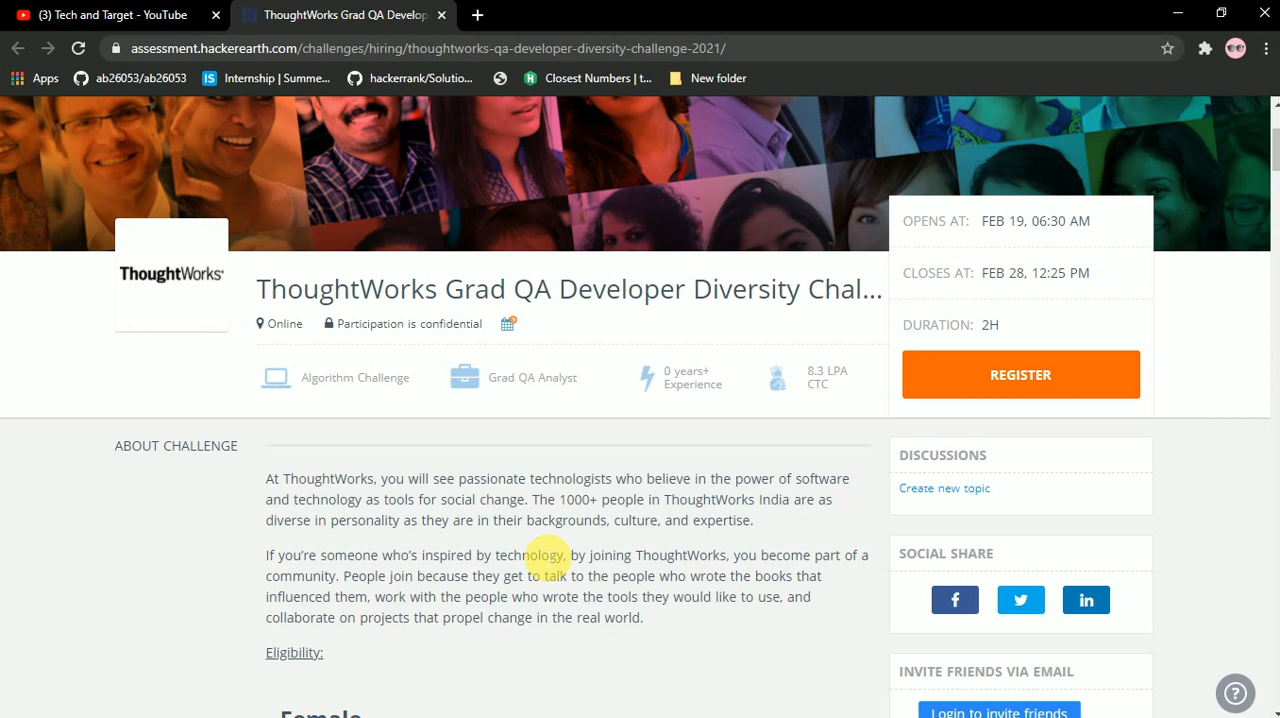 (3) Tech and Target - YouTube
ThoughtWorks Grad QA Develop
assessment.hackerearth.com/challenges/hiring/thoughtworks-qa-developer-diversity-challenge-2021/
Apps
ab26053/ab26053
IS
Internship | Summe...
hackerrank/Solutio...
H
Closest Numbers | t...
New folder
ThoughtWorks®
OPENS AT: FEB 19, 06:30 AM
CLOSES AT: FEB 28, 12:25 PM
DURATION: 2H
REGISTER
ThoughtWorks Grad QA Developer Diversity Chal...
Online
Participation is confidential
Algorithm Challenge
Grad QA Analyst
0 years+
Experience
8.3 LPA
CTC
ABOUT CHALLENGE
At ThoughtWorks, you will see passionate technologists who believe in the power of software
and technology as tools for social change. The 1000+ people in ThoughtWorks India are as
diverse in personality as they are in their backgrounds, culture, and expertise.
If you're someone who's inspired by technology, by joining ThoughtWorks, you become part of a
community. People join because they get to talk to the people who wrote the books that
influenced them, work with the people who wrote the tools they would like to use, and
collaborate on projects that propel change in the real world.
Eligibility:
Female
DISCUSSIONS
Create new topic
SOCIAL SHARE
f
in
INVITE FRIENDS VIA EMAIL
Login to invite friends
?